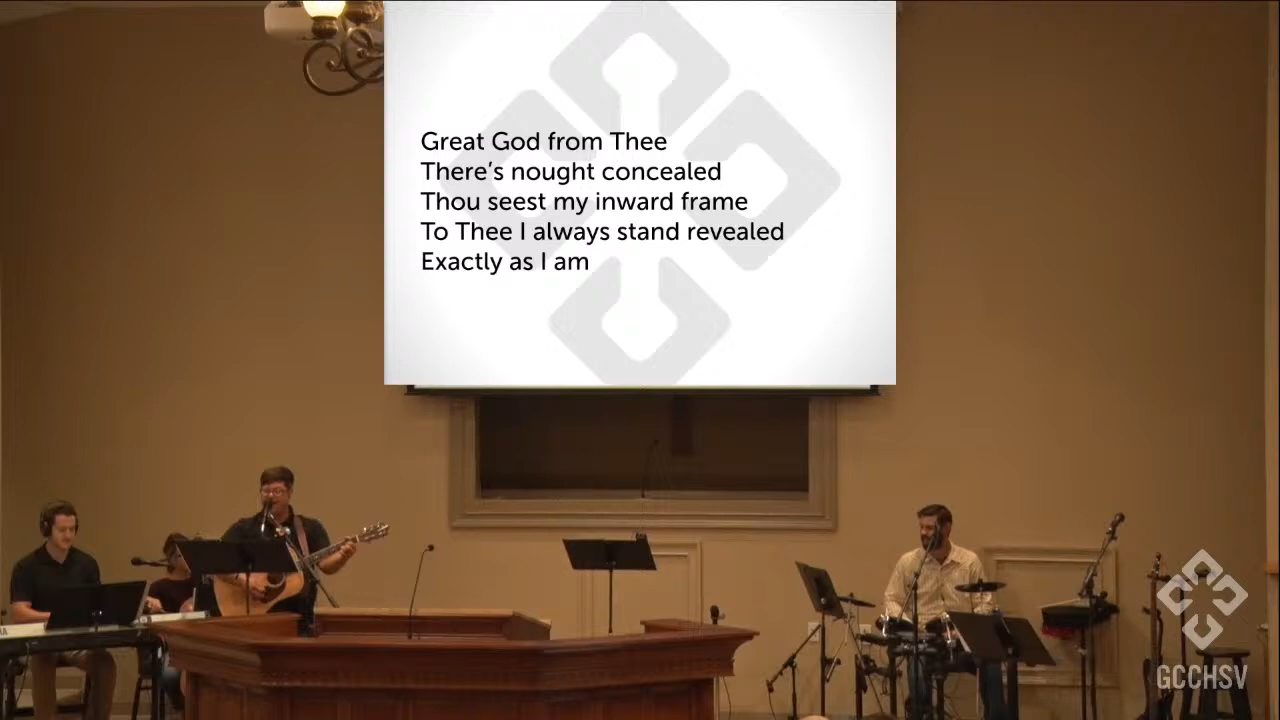 Great God from Thee
There's nought concealed
Thou seest my inward frame
To Thee I always stand revealed
Exactly as I am
GCCHSV